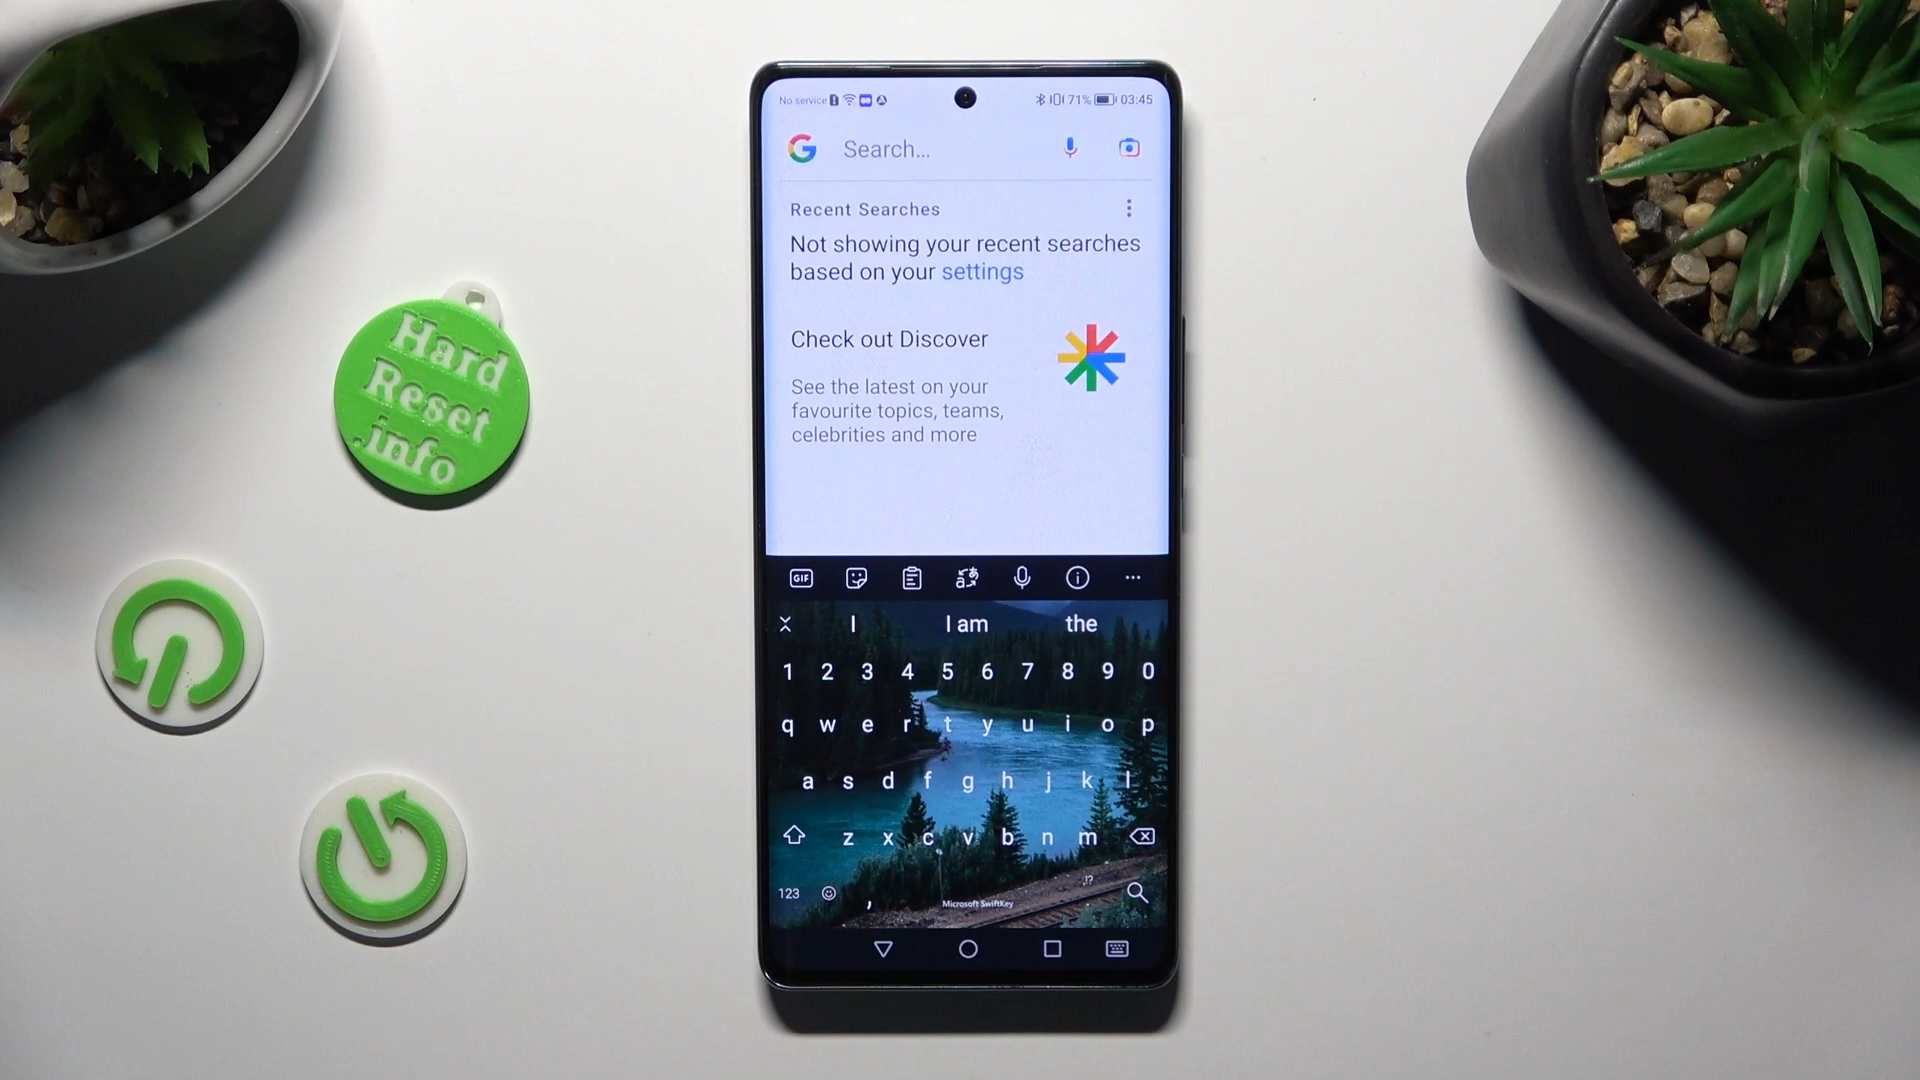 Hard
Reset
.info
No service 71% 03:45
G Search...
Recent Searches
Not showing your recent searches
based on your settings
Check out Discover
See the latest on your
favourite topics, teams,
celebrities and more
GIF
I I am the
1 2 3 4 5 6 7 8 9 0
q w e r t y u i o p
a s d f g h j k l
z x c v b n m
123 , Microsoft SwiftKey ,!?